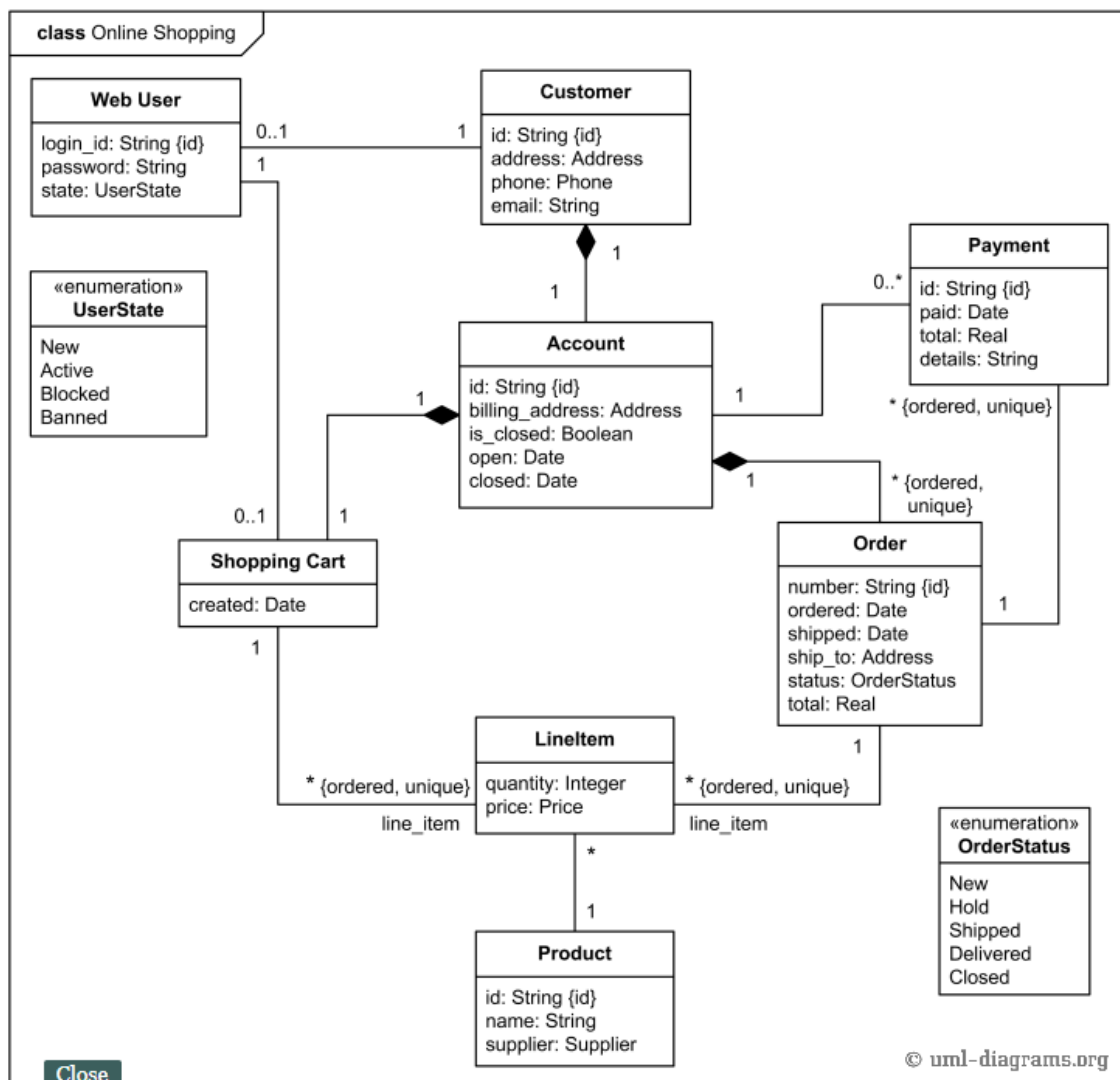 class Online Shopping
Web User
login_id: String {id}
password: String
state: UserState
0..1
1
1
Customer
id: String {id}
address: Address
phone: Phone
email: String
1
1
«enumeration»
UserState
New
Active
Blocked
Banned
Account
id: String {id}
billing_address: Address
is_closed: Boolean
open: Date
closed: Date
1
1
1
0..*
Payment
id: String {id}
paid: Date
total: Real
details: String
* {ordered, unique}
* {ordered,
unique}
0..1
1
Shopping Cart
created: Date
1
Order
number: String {id}
ordered: Date
shipped: Date
ship_to: Address
status: OrderStatus
total: Real
1
1
LineItem
quantity: Integer
price: Price
* {ordered, unique}
line_item
* {ordered, unique}
line_item
*
1
Product
id: String {id}
name: String
supplier: Supplier
«enumeration»
OrderStatus
New
Hold
Shipped
Delivered
Closed
Close
© uml-diagrams.org